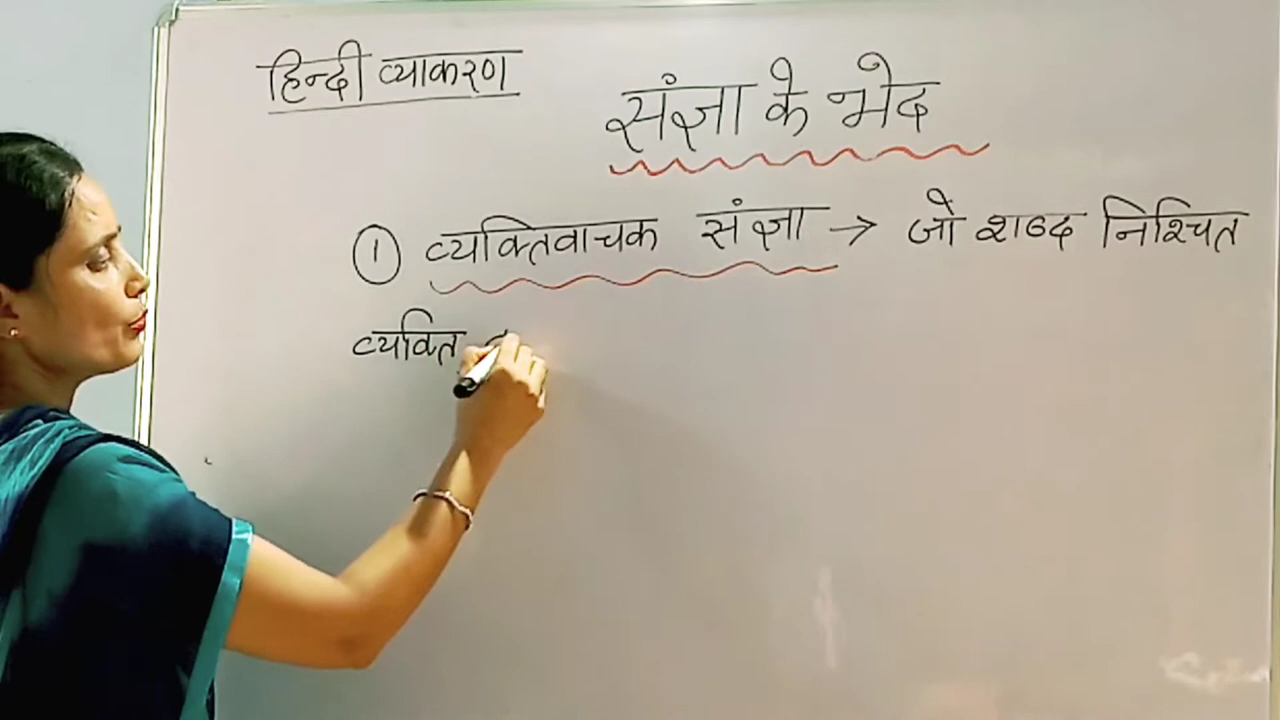 हिन्दी व्याकरण
संज्ञा के भेद
① व्यक्तिवाचक संज्ञा → जो शब्द निश्चित
व्यक्ति